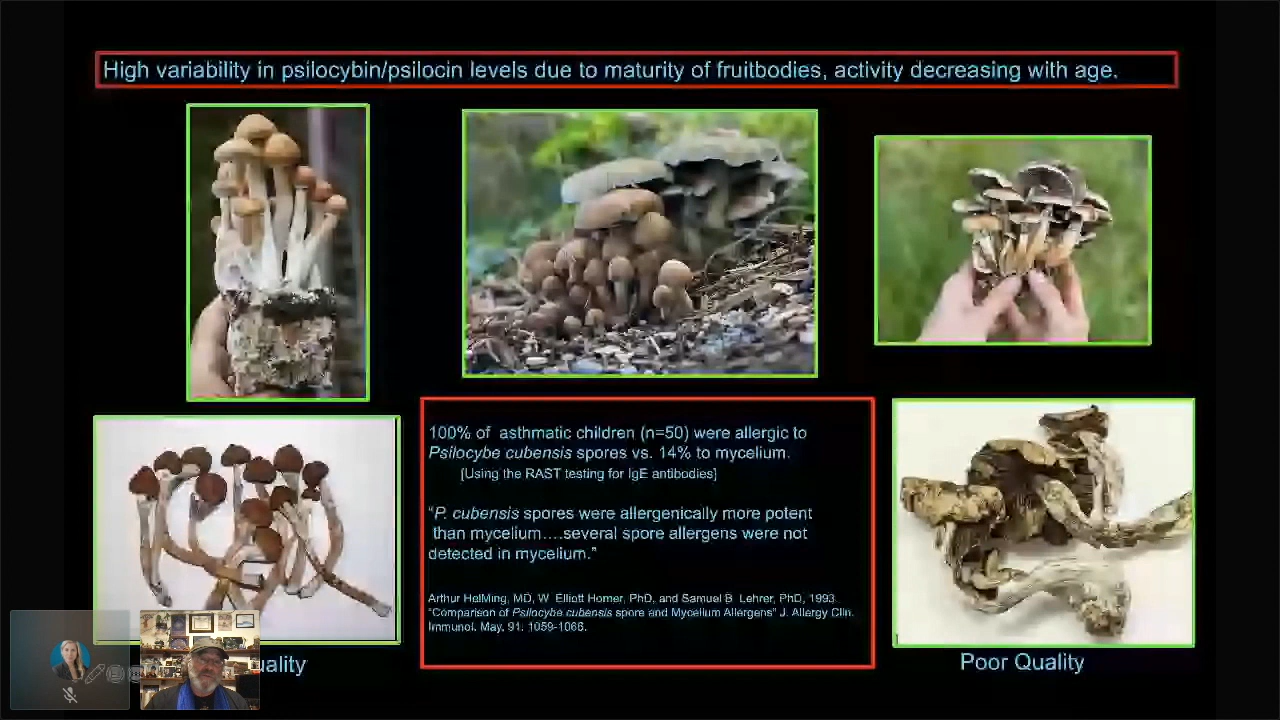 High variability in psilocybin/psilocin levels due to maturity of fruitbodies, activity decreasing with age.
100% of asthmatic children (n=50) were allergic to
Psilocybe cubensis spores vs. 14% to mycelium.
[Using the RAST testing for IgE antibodies]
“P. cubensis spores were allergenically more potent
than mycelium....several spore allergens were not
detected in mycelium.”
Arthur MD, W. Elliott Horner, PhD, and Samuel B. Lehrer, PhD, 1993.
“Comparison of Psilocybe cubensis spore and Mycelium Allergens” J. Allergy Clin.
Immunol. May, 91: 1059-1066.
uality
Poor Quality